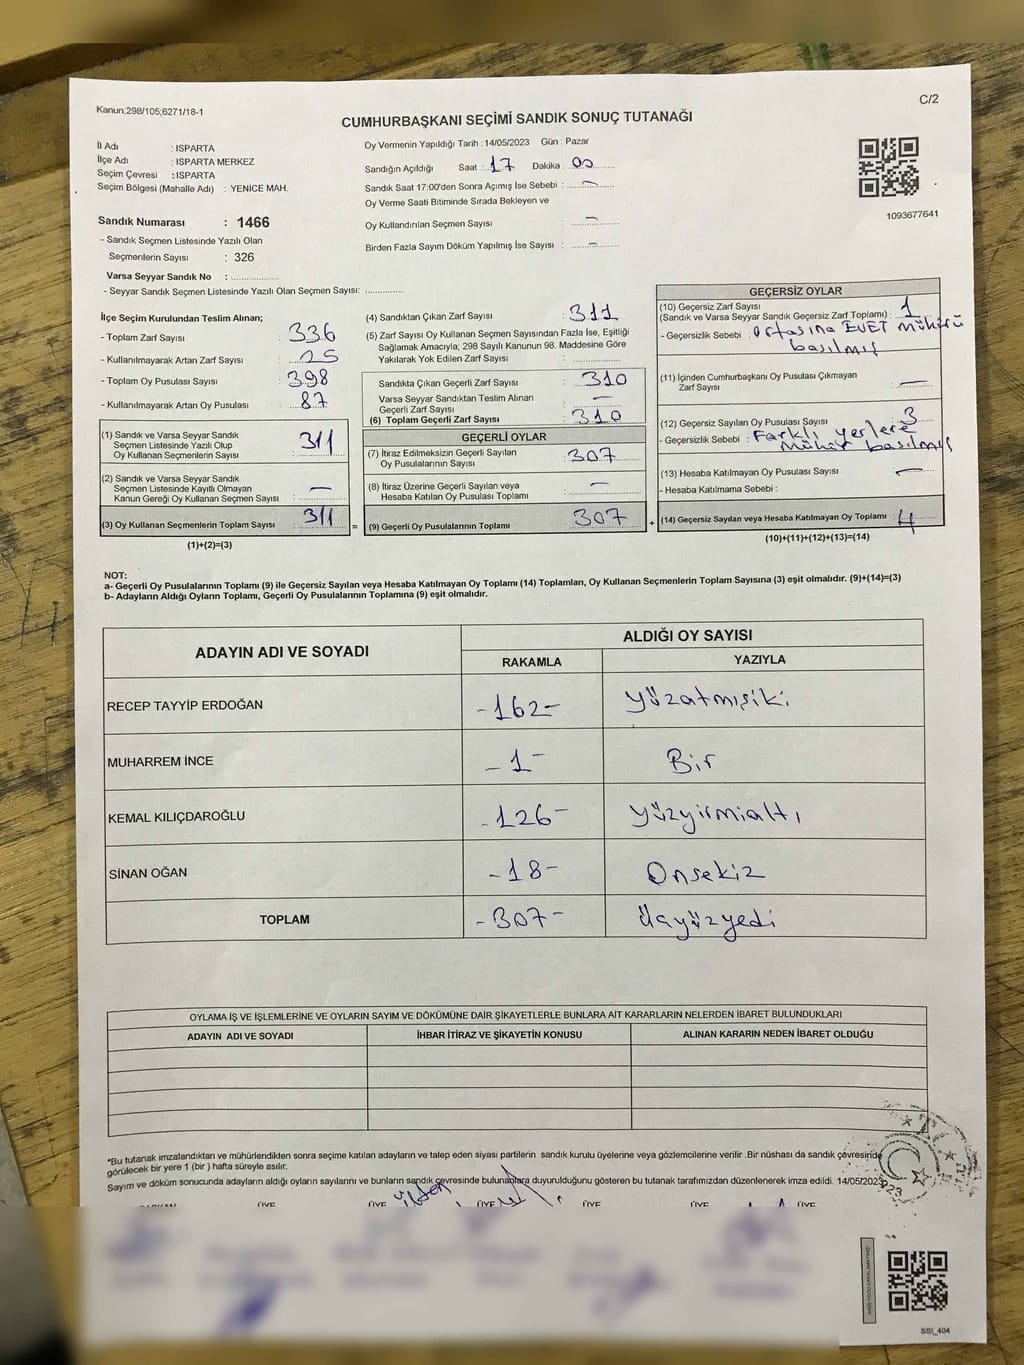 Kanun;298/105;6271/18-1
C/2
CUMHURBAŞKANI SEÇİMİ SANDIK SONUÇ TUTANAĞI
İl Adı : ISPARTA
İlçe Adı : ISPARTA MERKEZ
Seçim Çevresi : ISPARTA
Seçim Bölgesi (Mahalle Adı) : YENİCE MAH.
Sandık Numarası : 1466
- Sandık Seçmen Listesinde Yazılı Olan
Seçmenlerin Sayısı : 326
Varsa Seyyar Sandık No : ..............
- Seyyar Sandık Seçmen Listesinde Yazılı Olan Seçmen Sayısı: .............
Oy Vermenin Yapıldığı Tarih : 14/05/2023 Gün : Pazar
Sandığın Açıldığı Saat : 17 Dakika : 00
Sandık Saat 17:00'den Sonra Açımış İse Sebebi : —
Oy Verme Saati Bitiminde Sırada Bekleyen ve
Oy Kullandırılan Seçmen Sayısı : —
Birden Fazla Sayım Döküm Yapılmış İse Sayısı : —
1093677641
İlçe Seçim Kurulundan Teslim Alınan;
- Toplam Zarf Sayısı : 336
- Kullanılmayarak Artan Zarf Sayısı : 25
- Toplam Oy Pusulası Sayısı : 398
- Kullanılmayarak Artan Oy Pusulası : 87
(1) Sandık ve Varsa Seyyar Sandık
Seçmen Listesinde Yazılı Olup
Oy Kullanan Seçmenlerin Sayısı : 311
(2) Sandık ve Varsa Seyyar Sandık
Seçmen Listesinde Kayıtlı Olmayan
Kanun Gereği Oy Kullanan Seçmen Sayısı : —
(3) Oy Kullanan Seçmenlerin Toplam Sayısı : 311
(1)+(2)=(3)
(4) Sandıktan Çıkan Zarf Sayısı : 311
(5) Zarf Sayısı Oy Kullanan Seçmen Sayısından Fazla İse, Eşitliği
Sağlamak Amacıyla; 298 Sayılı Kanunun 98. Maddesine Göre
Yakılarak Yok Edilen Zarf Sayısı : ..............
Sandıkta Çıkan Geçerli Zarf Sayısı : 310
Varsa Seyyar Sandıktan Teslim Alınan
Geçerli Zarf Sayısı : —
(6) Toplam Geçerli Zarf Sayısı : 310
GEÇERLİ OYLAR
(7) İtiraz Edilmeksizin Geçerli Sayılan
Oy Pusulasının Sayısı : 307
(8) İtiraz Üzerine Geçerli Sayılan veya
Hesaba Katılan Oy Pusulası Toplamı : —
= (9) Geçerli Oy Pusulalarının Toplamı : 307
GEÇERSİZ OYLAR
(10) Geçersiz Zarf Sayısı
(Sandık ve Varsa Seyyar Sandık Geçersiz Zarf Toplamı) : 1
- Geçersizlik Sebebi : ortasına EVET mühürü
basılmış
(11) İçinden Cumhurbaşkanı Oy Pusulası Çıkmayan
Zarf Sayısı : —
(12) Geçersiz Sayılan Oy Pusulası Sayısı : 3
- Geçersizlik Sebebi : Farklı yerlere
mühür basılmış
(13) Hesaba Katılmayan Oy Pusulası Sayısı : —
- Hesaba Katılmama Sebebi :
+ (14) Geçersiz Sayılan veya Hesaba Katılmayan Oy Toplamı : 4
(10)+(11)+(12)+(13)=(14)
NOT:
a- Geçerli Oy Pusulalarının Toplamı (9) ile Geçersiz Sayılan veya Hesaba Katılmayan Oy Toplamı (14) Toplamları, Oy Kullanan Seçmenlerin Toplam Sayısına (3) eşit olmalıdır. (9)+(14)=(3)
b- Adayların Aldığı Oyların Toplamı, Geçerli Oy Pusulalarının Toplamına (9) eşit olmalıdır.
ADAYIN ADI VE SOYADI
ALDIĞI OY SAYISI
RAKAMLA YAZIYLA
RECEP TAYYİP ERDOĞAN -162- Yüzatmışiki
MUHARREM İNCE -1- Bir
KEMAL KILIÇDAROĞLU -126- Yüzyirmialtı
SİNAN OĞAN -18- Onsekiz
TOPLAM -307- Üçyüzyedi
OYLAMA İŞ VE İŞLEMLERİNE VE OYLARIN SAYIM VE DÖKÜMÜNE DAİR ŞİKAYETLERLE BUNLARA AİT KARARLARIN NELERDEN İBARET BULUNDUKLARI
ADAYIN ADI VE SOYADI İHBAR İTİRAZ VE ŞİKAYETİN KONUSU ALINAN KARARIN NEDEN İBARET OLDUĞU
*Bu tutanak imzalandıktan ve mühürlendikten sonra seçime katılan adayların ve talep eden siyasi partilerin sandık kurulu üyelerine veya gözlemcilerine verilir .Bir nüshası da sandık çevresinde
görülecek bir yere 1 (bir ) hafta süreyle asılır.
Sayım ve döküm sonucunda adayların aldığı oyların sayılarını ve bunların sandık çevresinde bulunanlara duyurulduğunu gösteren bu tutanak tarafımızdan düzenlenerek imza edildi. 14/05/2023
ÜYE ÜYE ÜYE ÜYE ÜYE ÜYE
SSİ_404